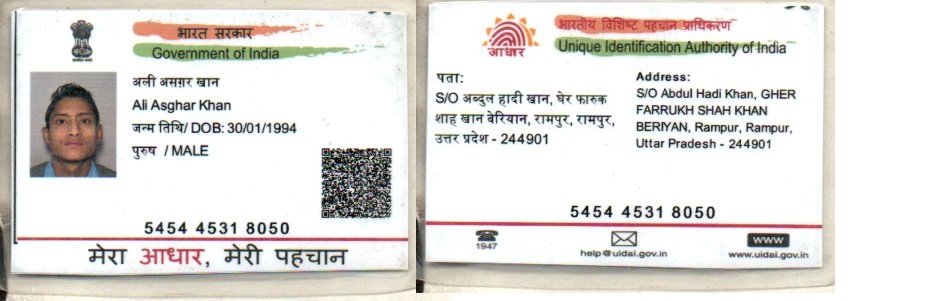 भारत सरकार
Government of India
अली असग़र खान
Ali Asghar Khan
जन्म तिथि/ DOB: 30/01/1994
पुरुष / MALE
5454 4531 8050
मेरा आधार, मेरी पहचान
भारतीय विशिष्ट पहचान प्राधिकरण
आधार
Unique Identification Authority of India
पता:
S/O अब्दुल हादी खान, घेर फारुक
शाह खान बेरियान, रामपुर, रामपुर,
उत्तर प्रदेश - 244901
Address:
S/O Abdul Hadi Khan, GHER
FARRUKH SHAH KHAN
BERIYAN, Rampur, Rampur,
Uttar Pradesh - 244901
5454 4531 8050
1947
help@uidai.gov.in
www
www.uidai.gov.in